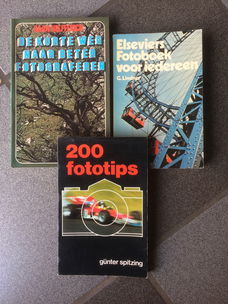 DE KORTE WEG
NAAR BETER
FOTOGRAFEREN
Elseviers
Fotoboek
voor iedereen
G. Lindner
200
fototips
günter spitzing